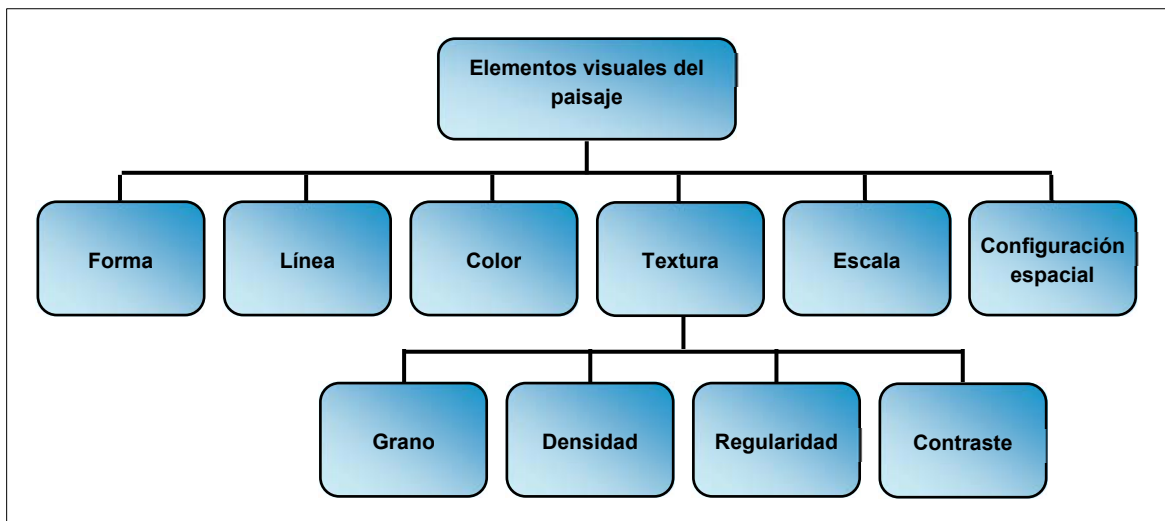 Elementos visuales del
paisaje
Forma
Línea
Color
Textura
Escala
Configuración
espacial
Grano
Densidad
Regularidad
Contraste